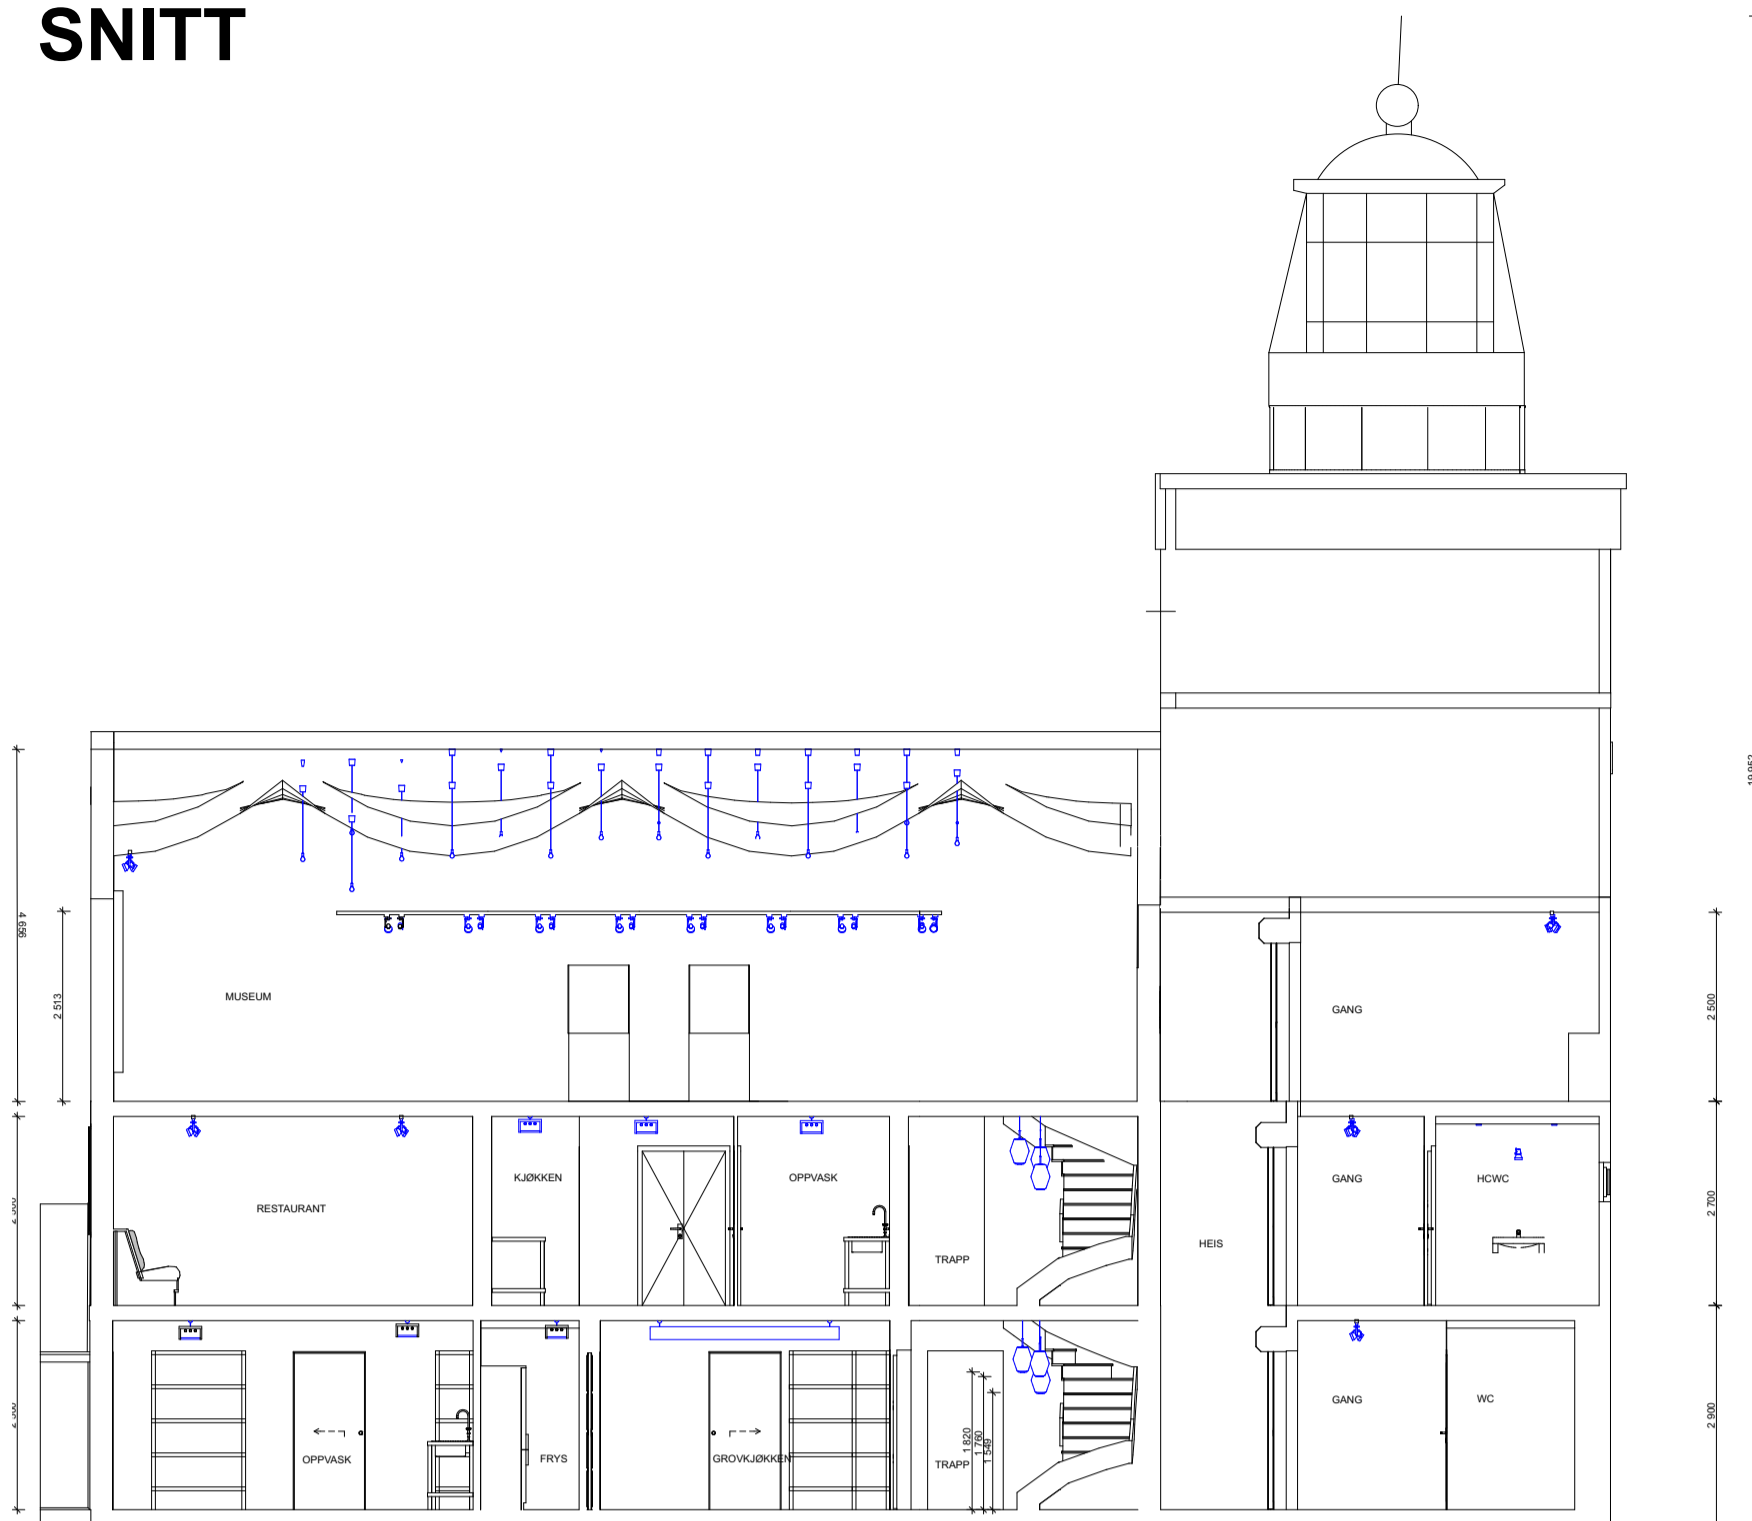 SNITT
4 656
2 513
MUSEUM
GANG
2 500
RESTAURANT
KJØKKEN
OPPVASK
TRAPP
HEIS
GANG
HCWC
2 700
OPPVASK
FRYS
GROVKJØKKEN
TRAPP
1 820
1 760
1 549
GANG
WC
2 900